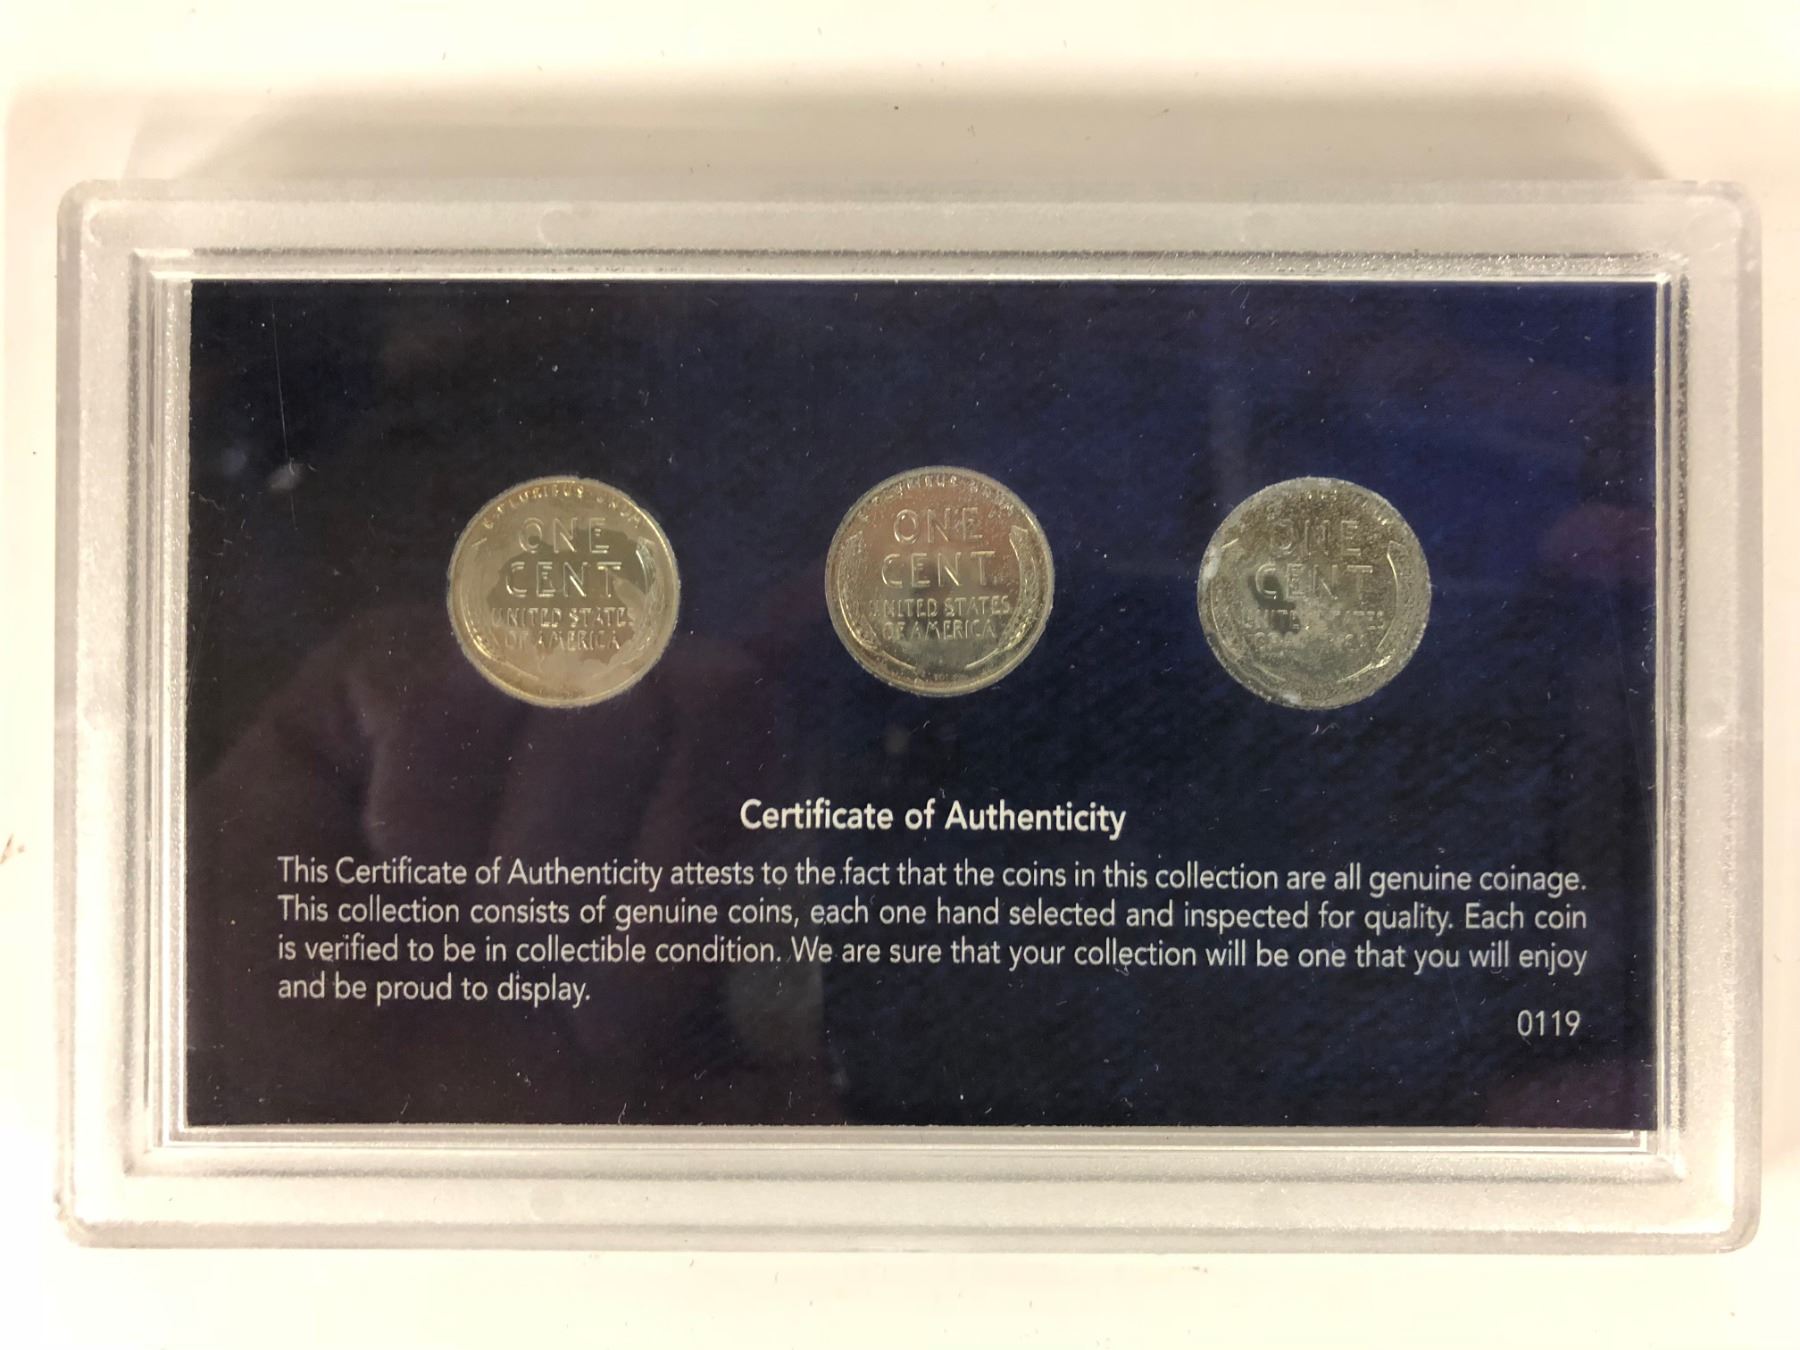 PLURIBUS UNUM
ONE
CENT
UNITED STATES
OF AMERICA
ONE
CENT
UNITED STATES
OF AMERICA
ONE
CENT
Certificate of Authenticity
This Certificate of Authenticity attests to the fact that the coins in this collection are all genuine coinage.
This collection consists of genuine coins, each one hand selected and inspected for quality. Each coin
is verified to be in collectible condition. We are sure that your collection will be one that you will enjoy
and be proud to display.
0119